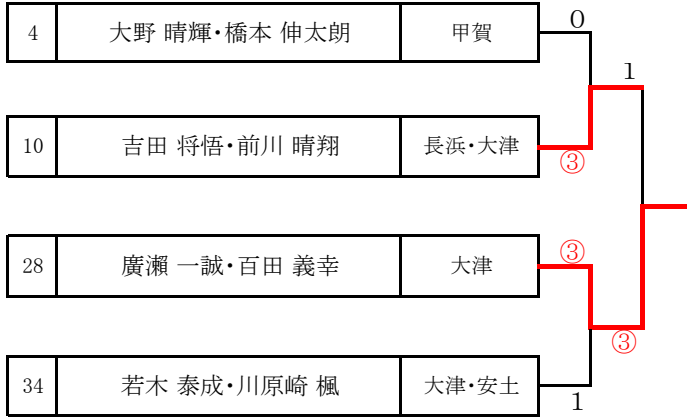 4 大野 晴輝・橋本 伸太朗 甲賀 0
1
10 吉田 将悟・前川 晴翔 長浜・大津 ③
28 廣瀬 一誠・百田 義幸 大津 ③
③
34 若木 泰成・川原崎 楓 大津・安土 1